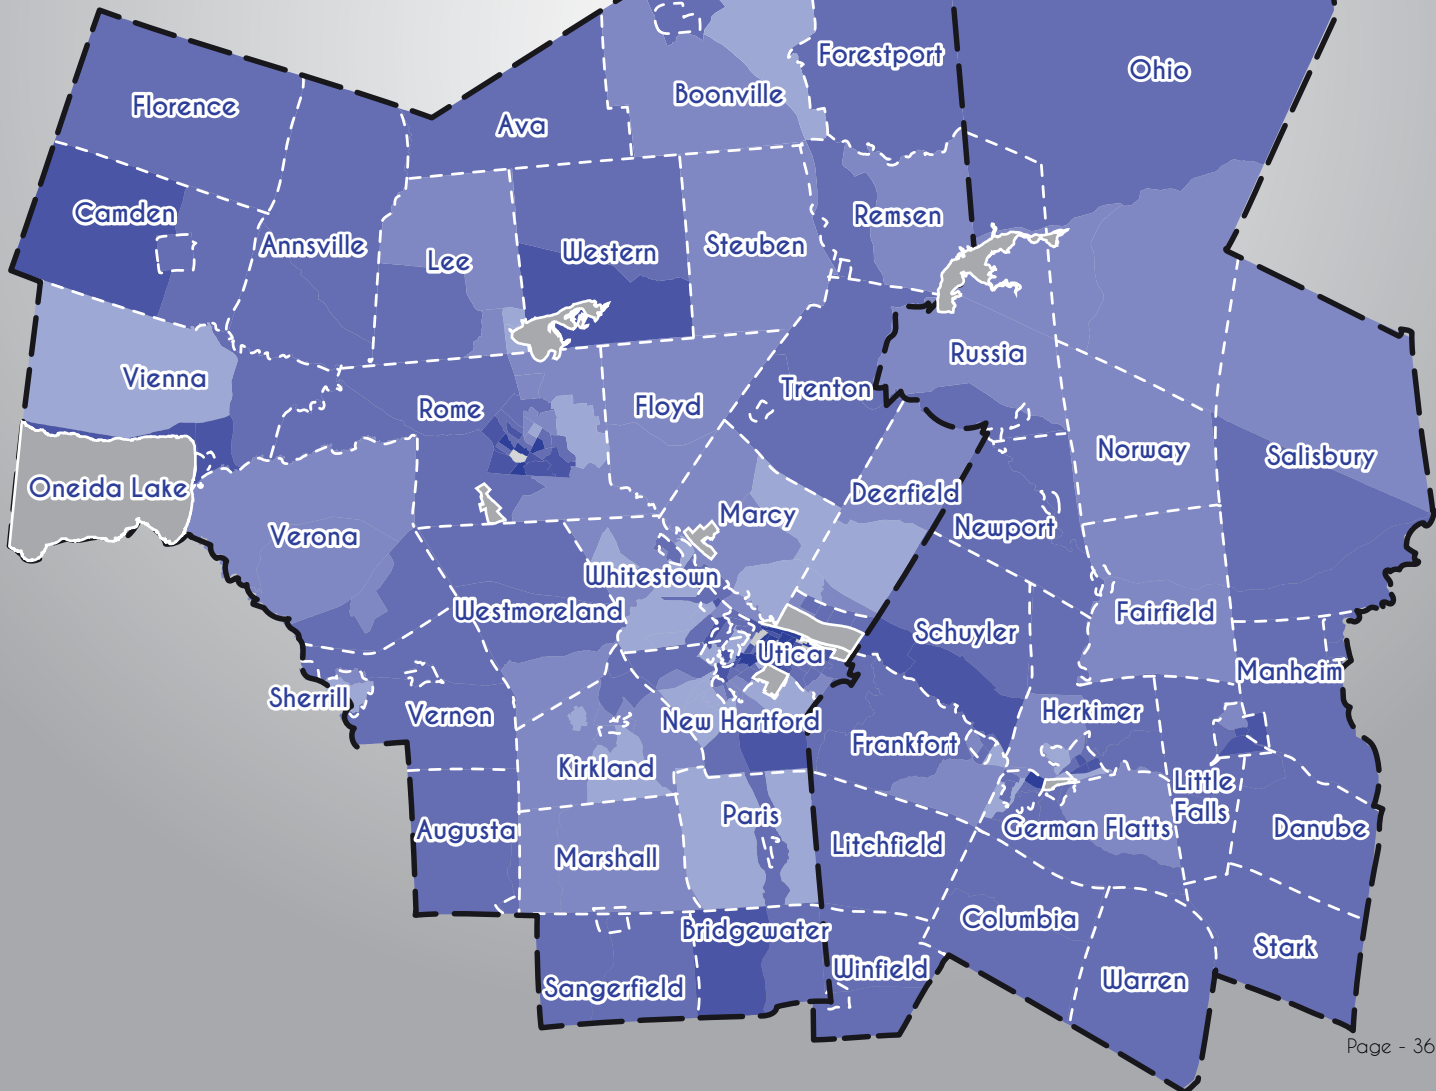 Forestport
Ohio
Boonville
Florence
Ava
Camden
Remsen
Annsville
Steuben
Western
Lee
Russia
Vienna
Trenton
Rome
Floyd
Norway
Salisbury
Oneida Lake
Deerfield
Marcy
Newport
Verona
Whitestown
Westmoreland
Fairfield
Schuyler
Utica
Manheim
Sherrill
Herkimer
Vernon
New Hartford
Frankfort
Kirkland
Little
Falls
Paris
Augusta
German Flatts
Danube
Litchfield
Marshall
Columbia
Bridgewater
Stark
Winfield
Warren
Sangerfield
Page - 36